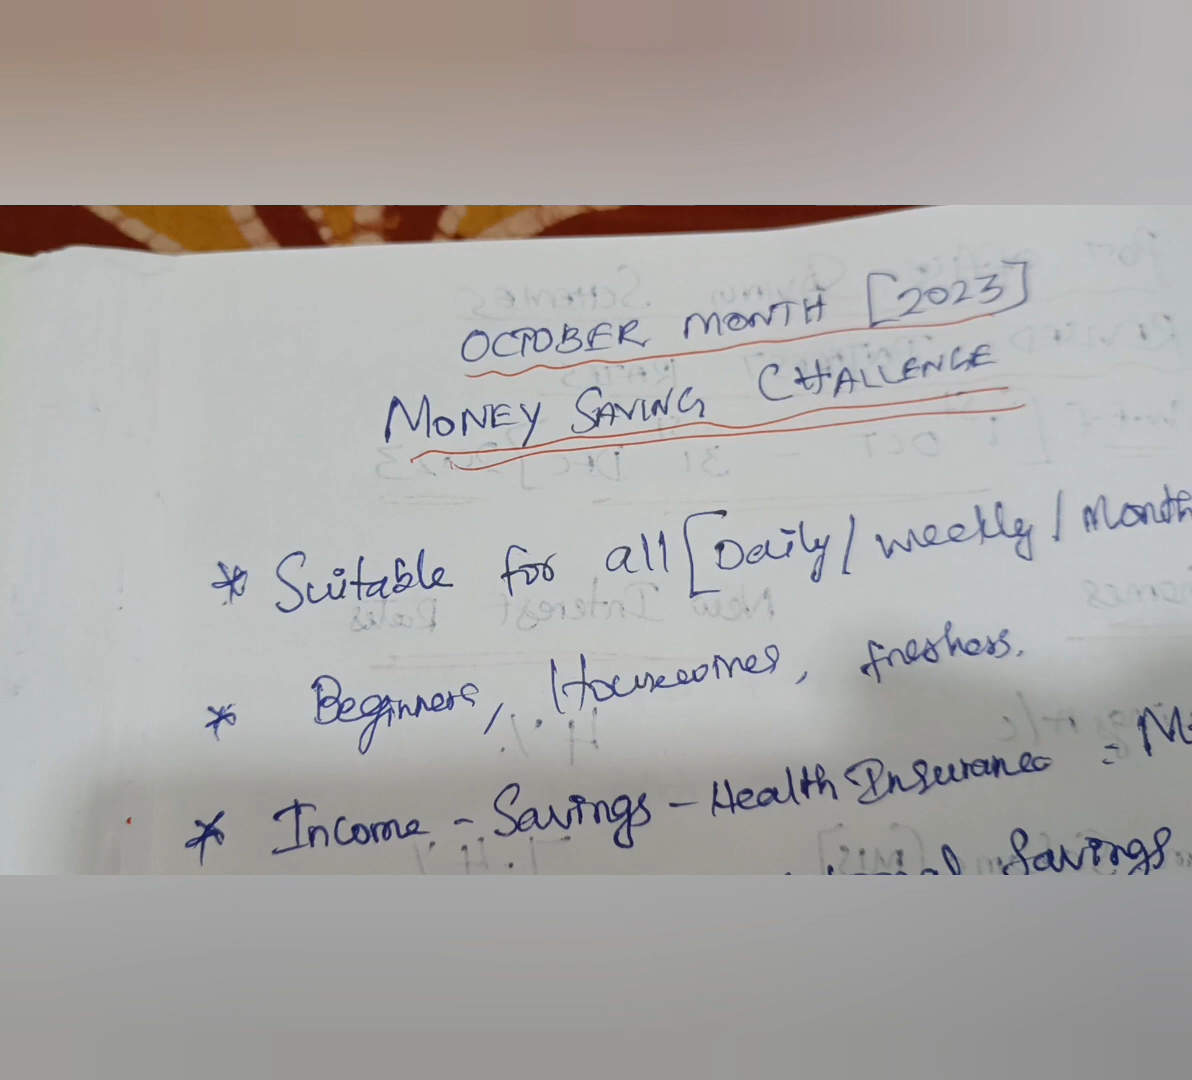 OCTOBER MONTH [2023]
MONEY SAVING CHALLENGE
* Suitable for all [Daily/weekly/Month
* Beginners, Housewives, freshers.
* Income - Savings - Health Insurance = M
Savings